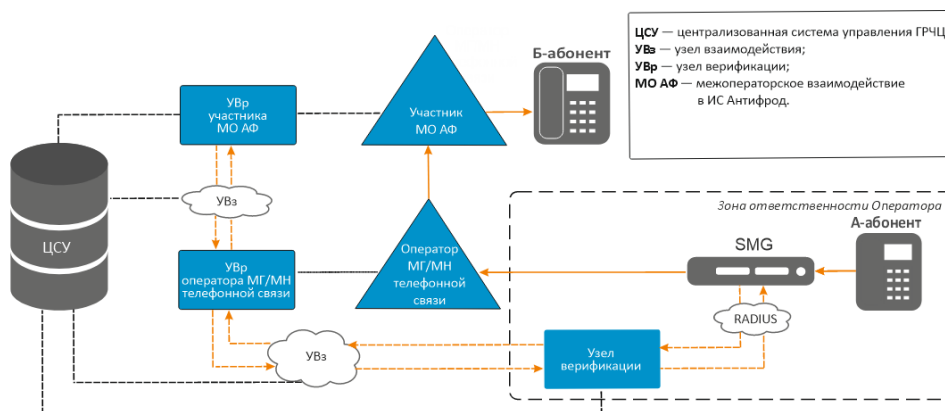 ЦСУ — централизованная система управления ГРЧЦ
УВз — узел взаимодействия;
УВр — узел верификации;
МО АФ — межоператорское взаимодействие
в ИС Антифрод.
Б-абонент
УВр
участника
МО АФ
Участник
МО АФ
УВз
ЦСУ
УВр
оператора МГ/МН
телефонной связи
Оператор
МГ/МН
телефонной
связи
Зона ответственности Оператора
А-абонент
SMG
RADIUS
УВз
Узел
верификации